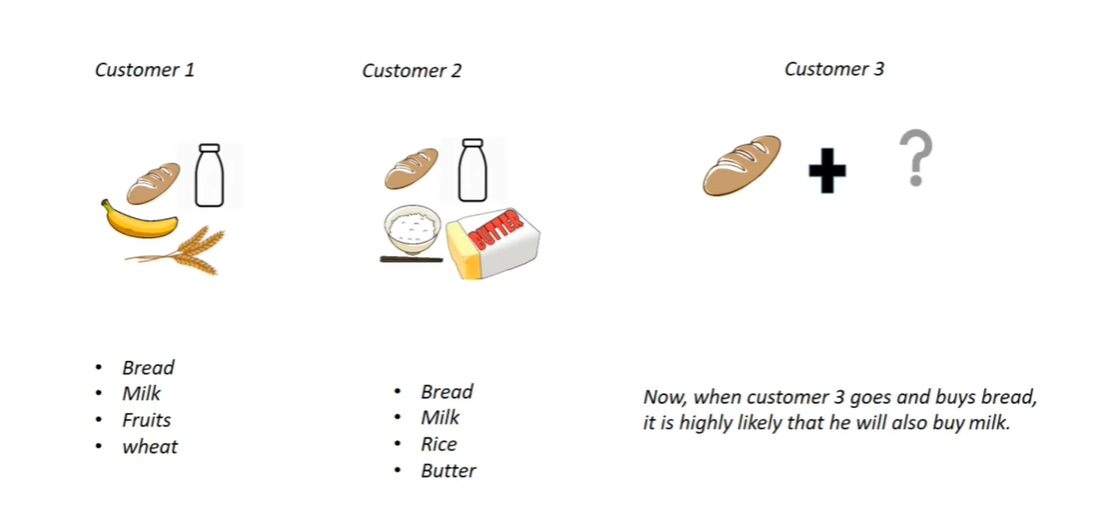 Customer 1
Customer 2
Customer 3
?
BUTTER
• Bread
• Milk
• Fruits
• wheat
• Bread
• Milk
• Rice
• Butter
Now, when customer 3 goes and buys bread,
it is highly likely that he will also buy milk.